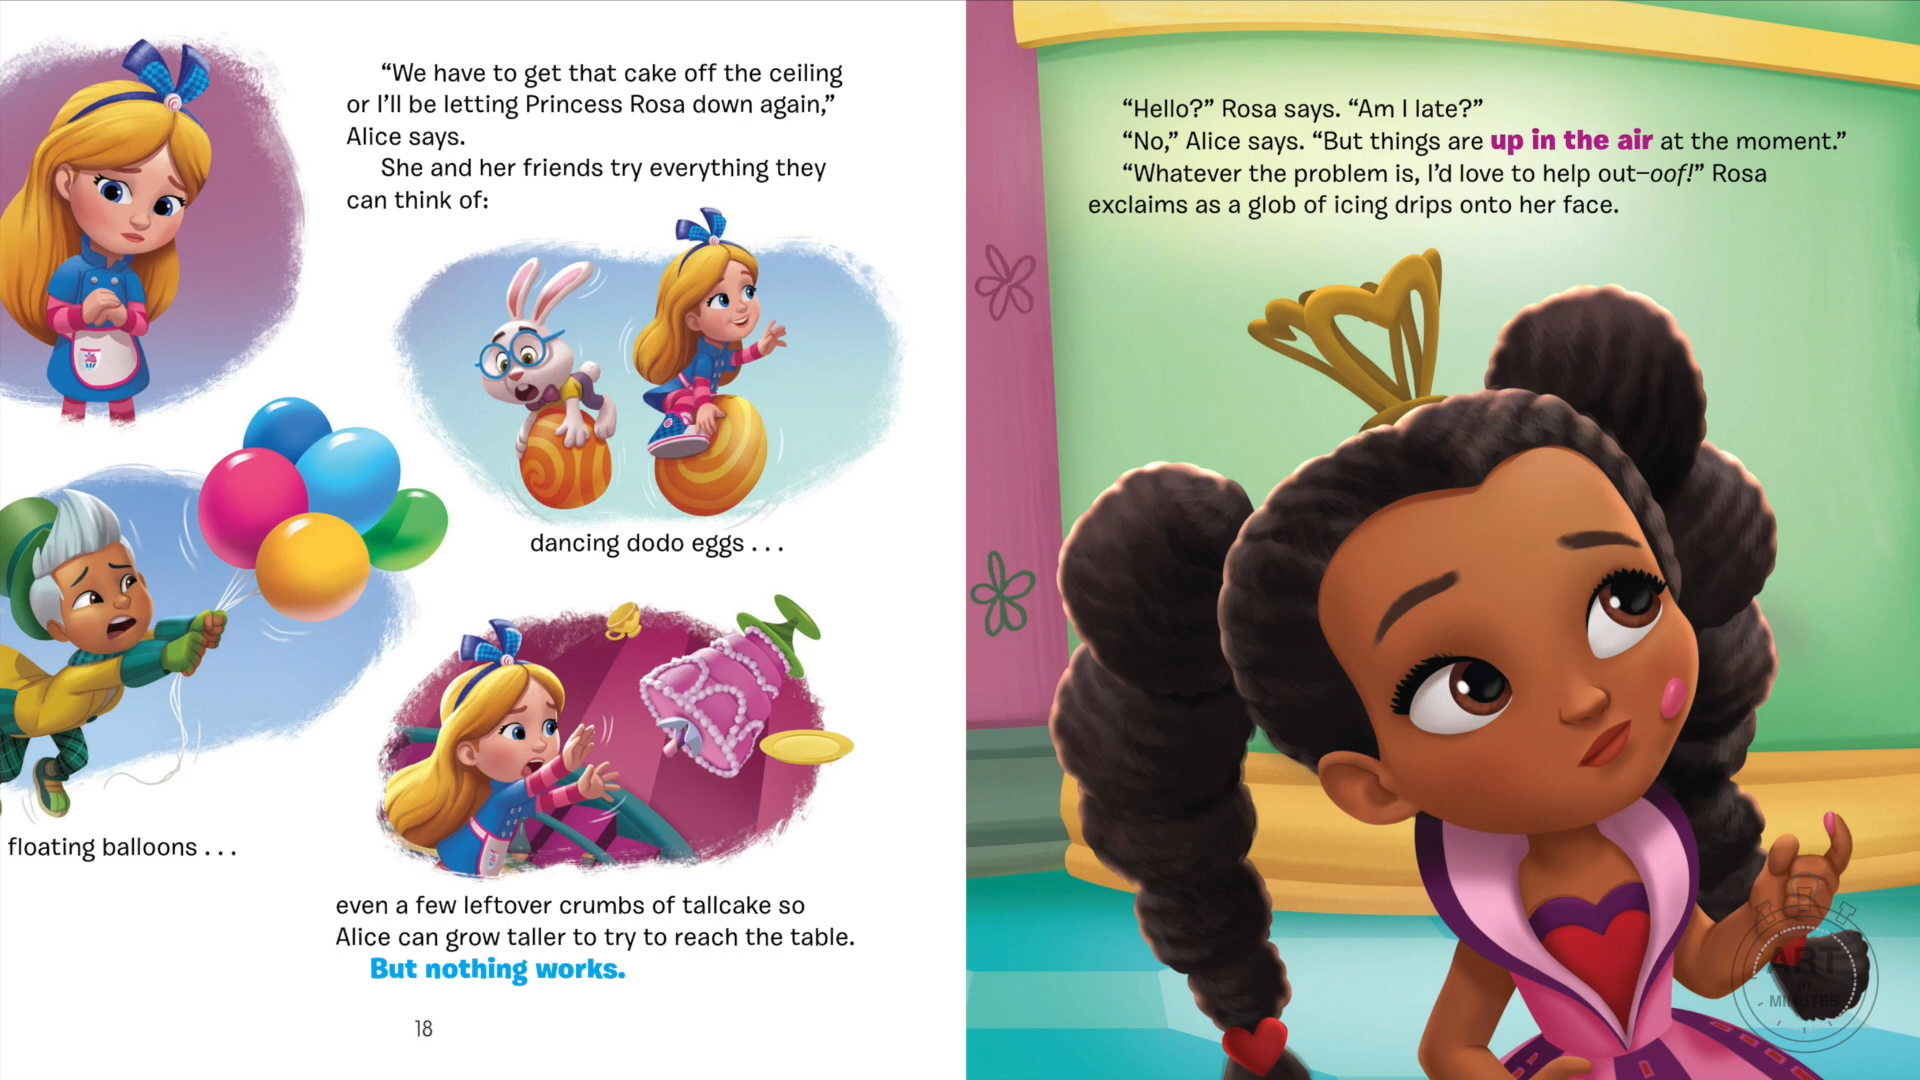 “We have to get that cake off the ceiling
or I’ll be letting Princess Rosa down again,”
Alice says.
She and her friends try everything they
can think of:
dancing dodo eggs . . .
floating balloons . . .
even a few leftover crumbs of tallcake so
Alice can grow taller to try to reach the table.
But nothing works.
18
“Hello?” Rosa says. “Am I late?”
“No,” Alice says. “But things are up in the air at the moment.”
“Whatever the problem is, I’d love to help out—oof!” Rosa
exclaims as a glob of icing drips onto her face.
ART
in
MINUTES